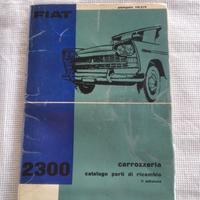 FIAT
2300
carrozzeria
catalogo parti di ricambio